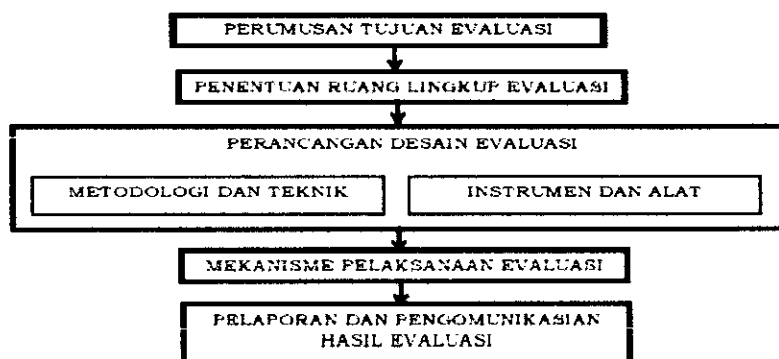 PERUMUSAN TUJUAN EVALUASI
PENENTUAN RUANG LINGKUP EVALUASI
PERANCANGAN DESAIN EVALUASI
METODOLOGI DAN TEKNIK
INSTRUMEN DAN ALAT
MEKANISME PELAKSANAAN EVALUASI
PELAPORAN DAN PENGOMUNIKASIAN
HASIL EVALUASI